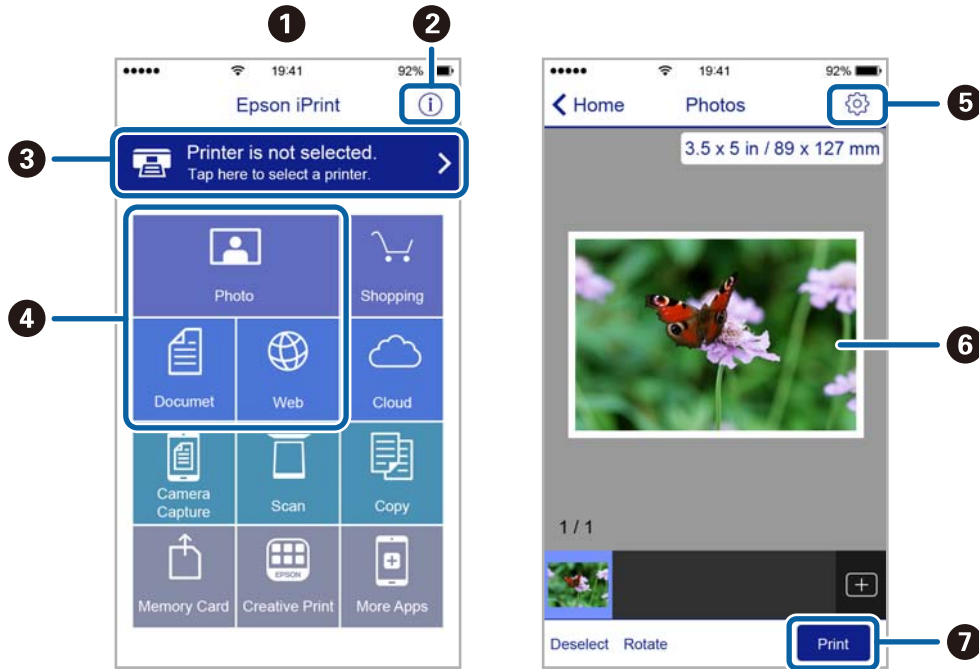 1
2
19:41 92%
Epson iPrint
3
Printer is not selected.
Tap here to select a printer.
4
Photo
Shopping
Documet
Web
Cloud
Camera
Capture
Scan
Copy
Memory Card
EPSON
Creative Print
More Apps
19:41 92%
Home Photos
5
3.5 x 5 in / 89 x 127 mm
6
1 / 1
Deselect Rotate Print
7